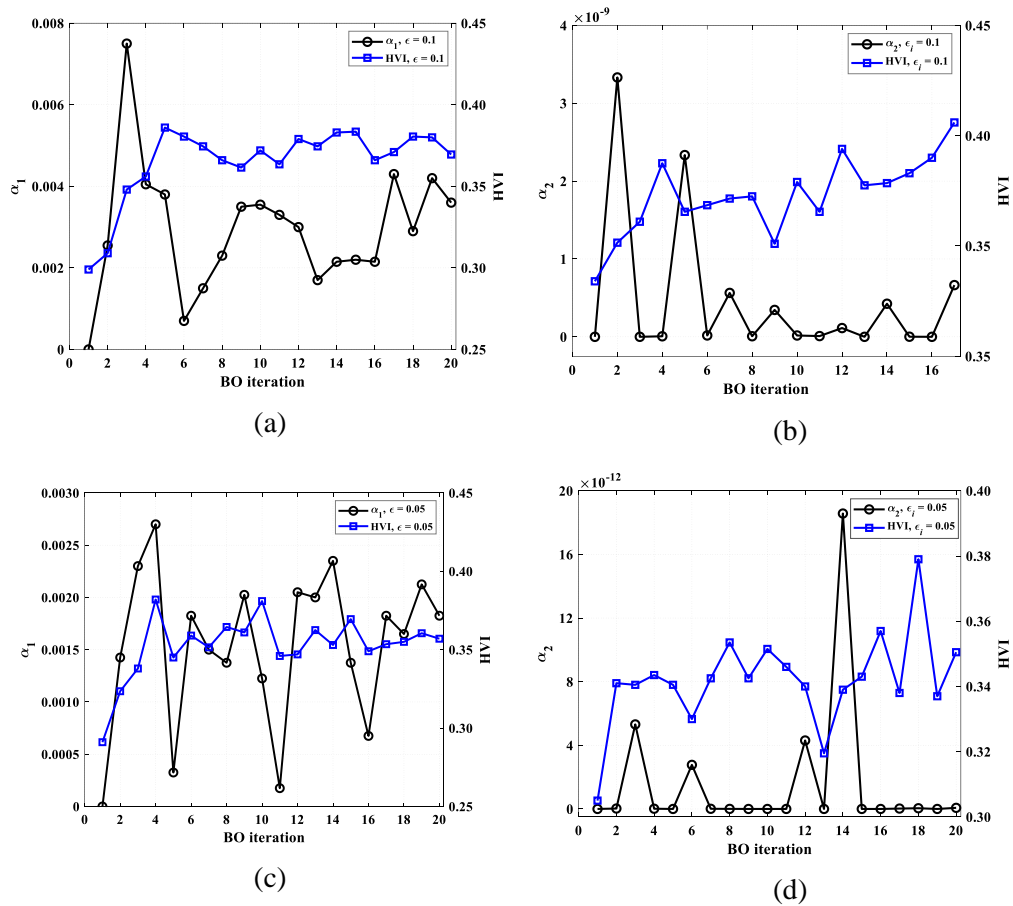 0.008
0.45
α₁, ϵ = 0.1
HVI, ϵ = 0.1
0.006
0.40
α₁
0.004
0.35
HVI
0.002
0.30
0
0.25
0 2 4 6 8 10 12 14 16 18 20
BO iteration
(a)
×10⁻⁹
4
0.45
α₂, ϵᵢ = 0.1
HVI, ϵᵢ = 0.1
3
0.40
α₂
2
HVI
1
0.35
0
0.35
0 2 4 6 8 10 12 14 16
BO iteration
(b)
0.0030
0.45
α₁, ϵ = 0.05
HVI, ϵ = 0.05
0.0025
0.40
0.0020
α₁
0.0015
0.35
HVI
0.0010
0.30
0.0005
0
0.25
0 2 4 6 8 10 12 14 16 18 20
BO iteration
(c)
×10⁻¹²
20
0.40
α₂, ϵᵢ = 0.05
HVI, ϵᵢ = 0.05
16
0.38
12
0.36
α₂
HVI
8
0.34
4
0.32
0
0.30
0 2 4 6 8 10 12 14 16 18 20
BO iteration
(d)